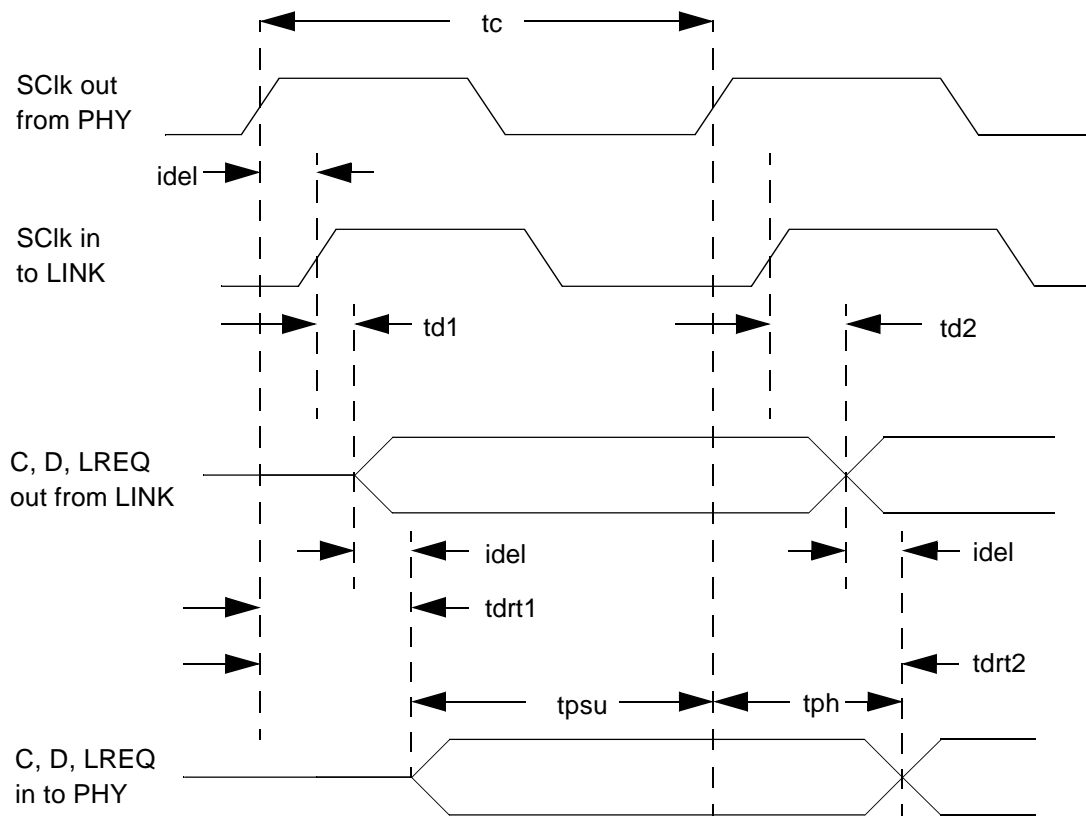 tc
SClk out
from PHY
idel
SClk in
to LINK
td1
td2
C, D, LREQ
out from LINK
idel
idel
tdrt1
tdrt2
tpsu
tph
C, D, LREQ
in to PHY